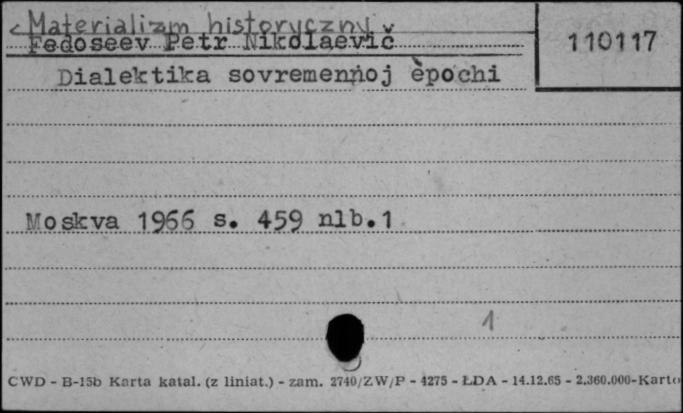 Materializm historyczny
Fedoseev Petr Nikolaevič
110117
Dialektika sovremennoj èpochi
Moskva 1966 s. 459 nlb.1
1
CWD - B-15b Karta katal. (z liniat.) - zam. 2740/ZW/P - 4275 - ŁDA - 14.12.65 - 2.360.000-Karto